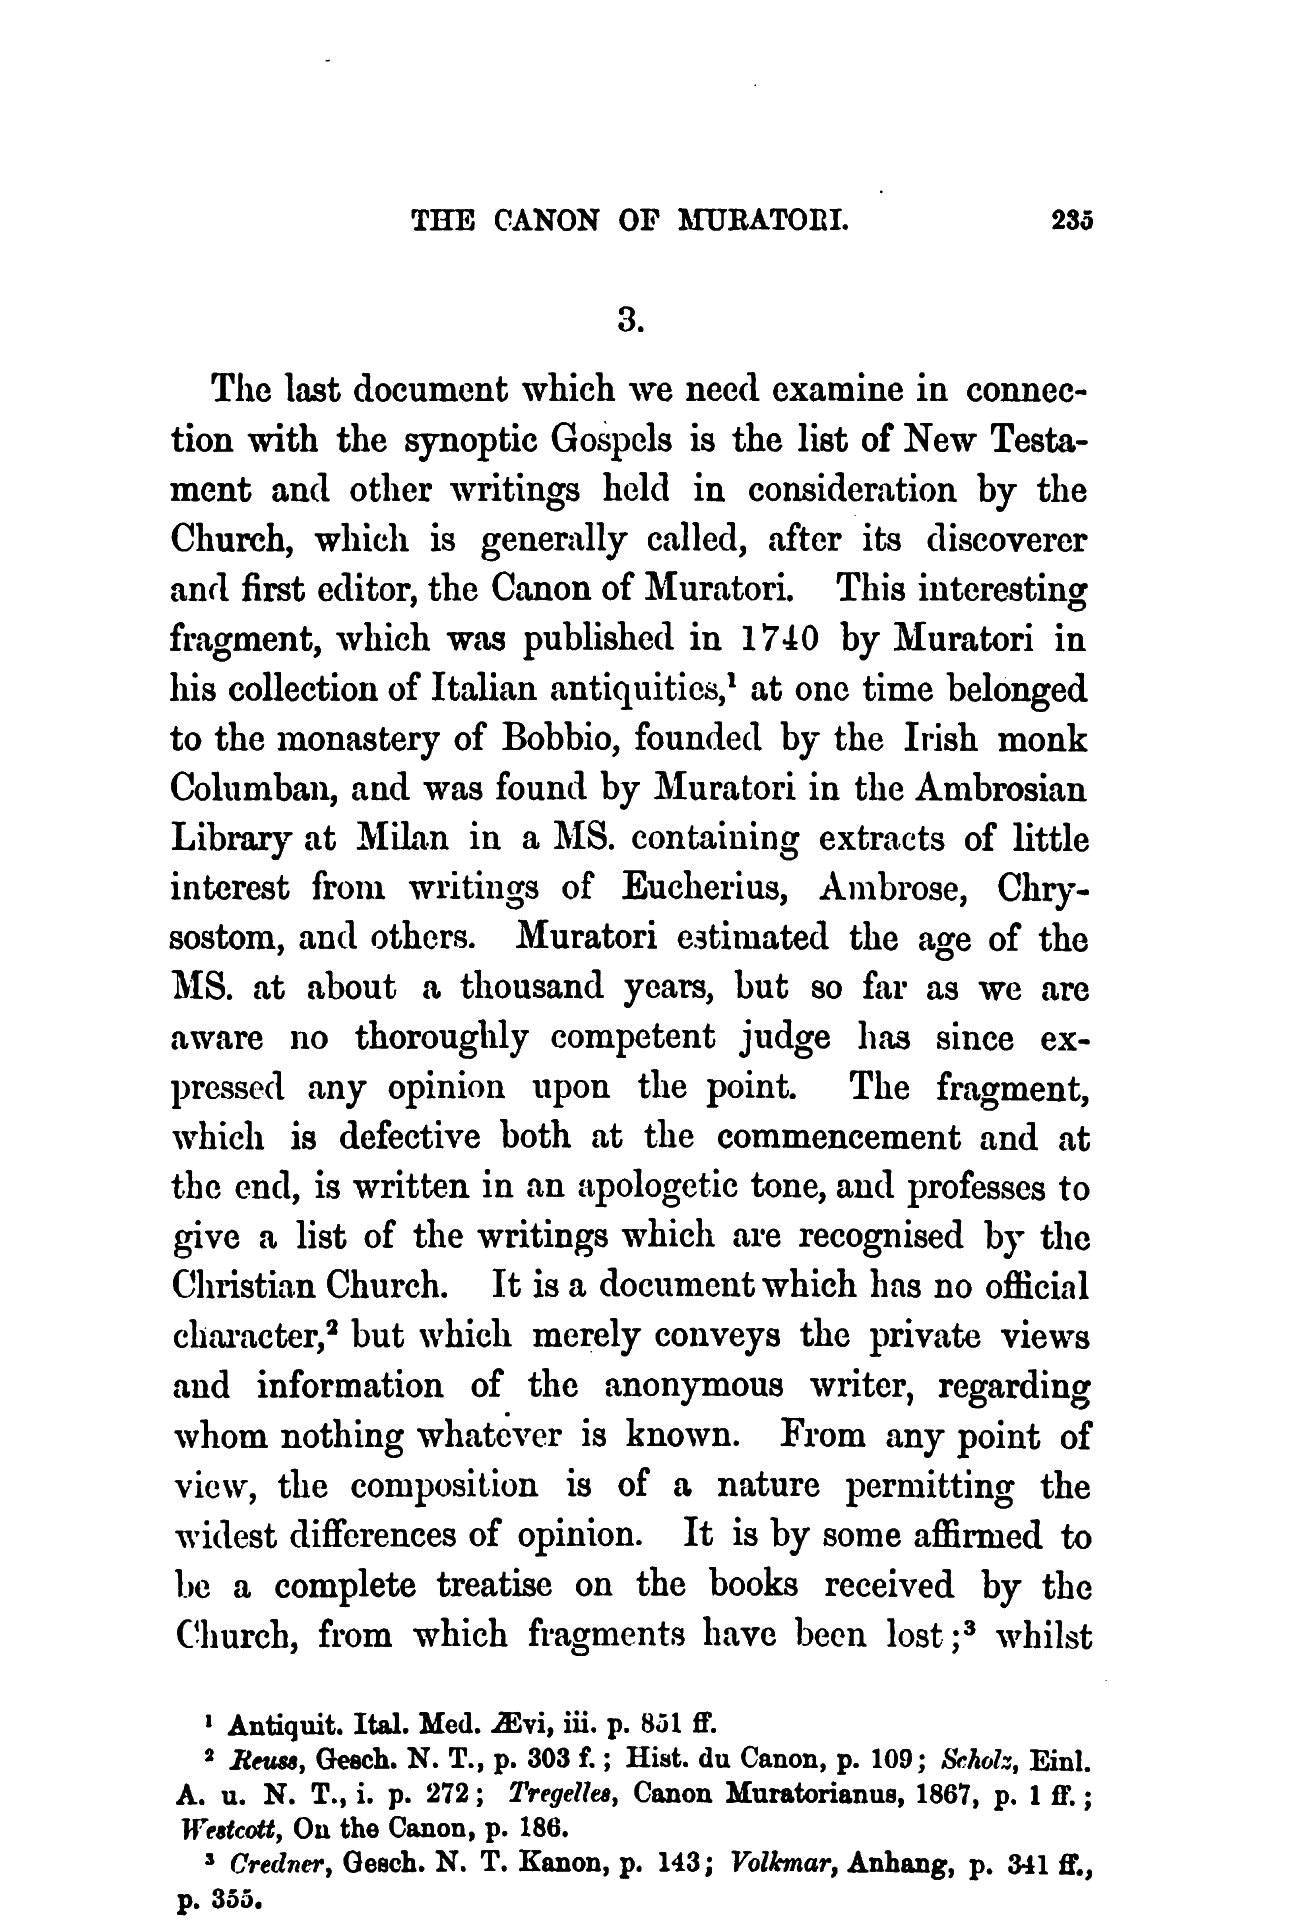 THE CANON OF MURATORI. 235
3.
The last document which we need examine in connec-
tion with the synoptic Gospels is the list of New Testa-
ment and other writings held in consideration by the
Church, which is generally called, after its discoverer
and first editor, the Canon of Muratori. This interesting
fragment, which was published in 1740 by Muratori in
his collection of Italian antiquities,¹ at one time belonged
to the monastery of Bobbio, founded by the Irish monk
Columban, and was found by Muratori in the Ambrosian
Library at Milan in a MS. containing extracts of little
interest from writings of Eucherius, Ambrose, Chry-
sostom, and others. Muratori estimated the age of the
MS. at about a thousand years, but so far as we are
aware no thoroughly competent judge has since ex-
pressed any opinion upon the point. The fragment,
which is defective both at the commencement and at
the end, is written in an apologetic tone, and professes to
give a list of the writings which are recognised by the
Christian Church. It is a document which has no official
character,² but which merely conveys the private views
and information of the anonymous writer, regarding
whom nothing whatever is known. From any point of
view, the composition is of a nature permitting the
widest differences of opinion. It is by some affirmed to
be a complete treatise on the books received by the
Church, from which fragments have been lost;³ whilst
¹ Antiquit. Ital. Med. Ævi, iii. p. 851 ff.
² Reuss, Gesch. N. T., p. 303 f.; Hist. du Canon, p. 109; Scholz, Einl.
A. u. N. T., i. p. 272; Tregelles, Canon Muratorianus, 1867, p. 1 ff.;
Westcott, On the Canon, p. 186.
³ Credner, Gesch. N. T. Kanon, p. 143; Volkmar, Anhang, p. 341 ff.,
p. 355.